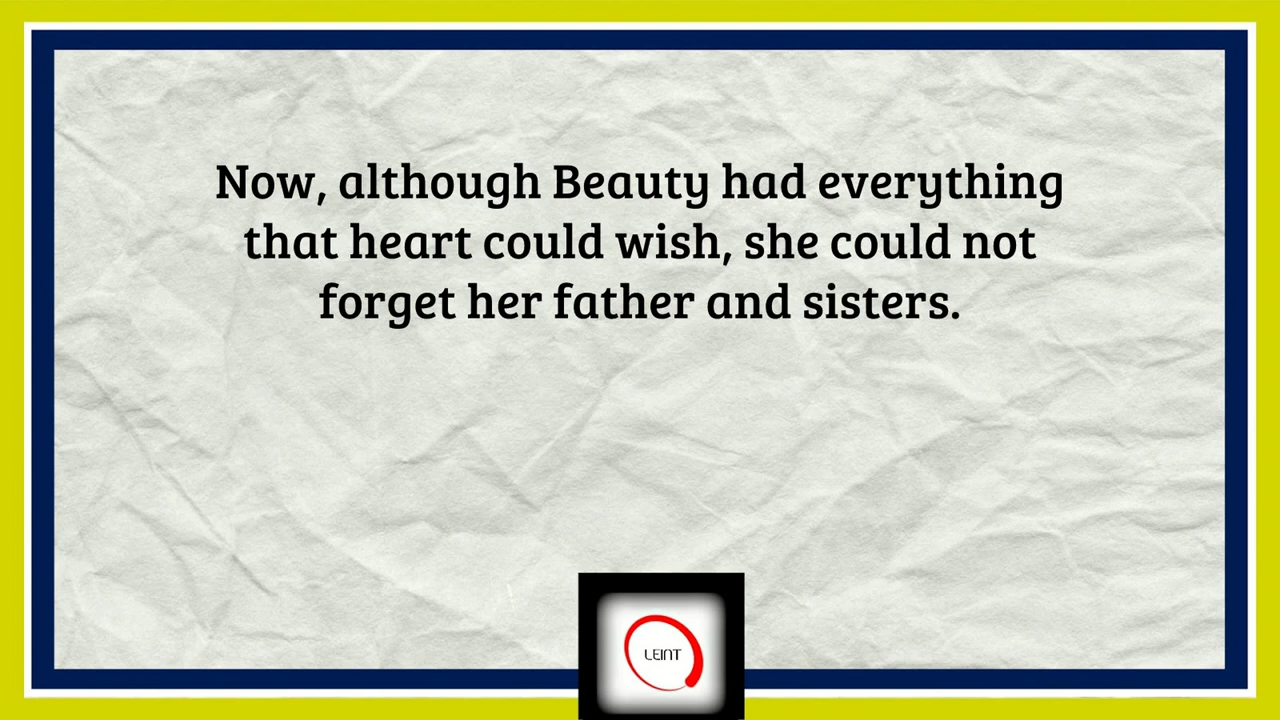 Now, although Beauty had everything
that heart could wish, she could not
forget her father and sisters.
LEINT